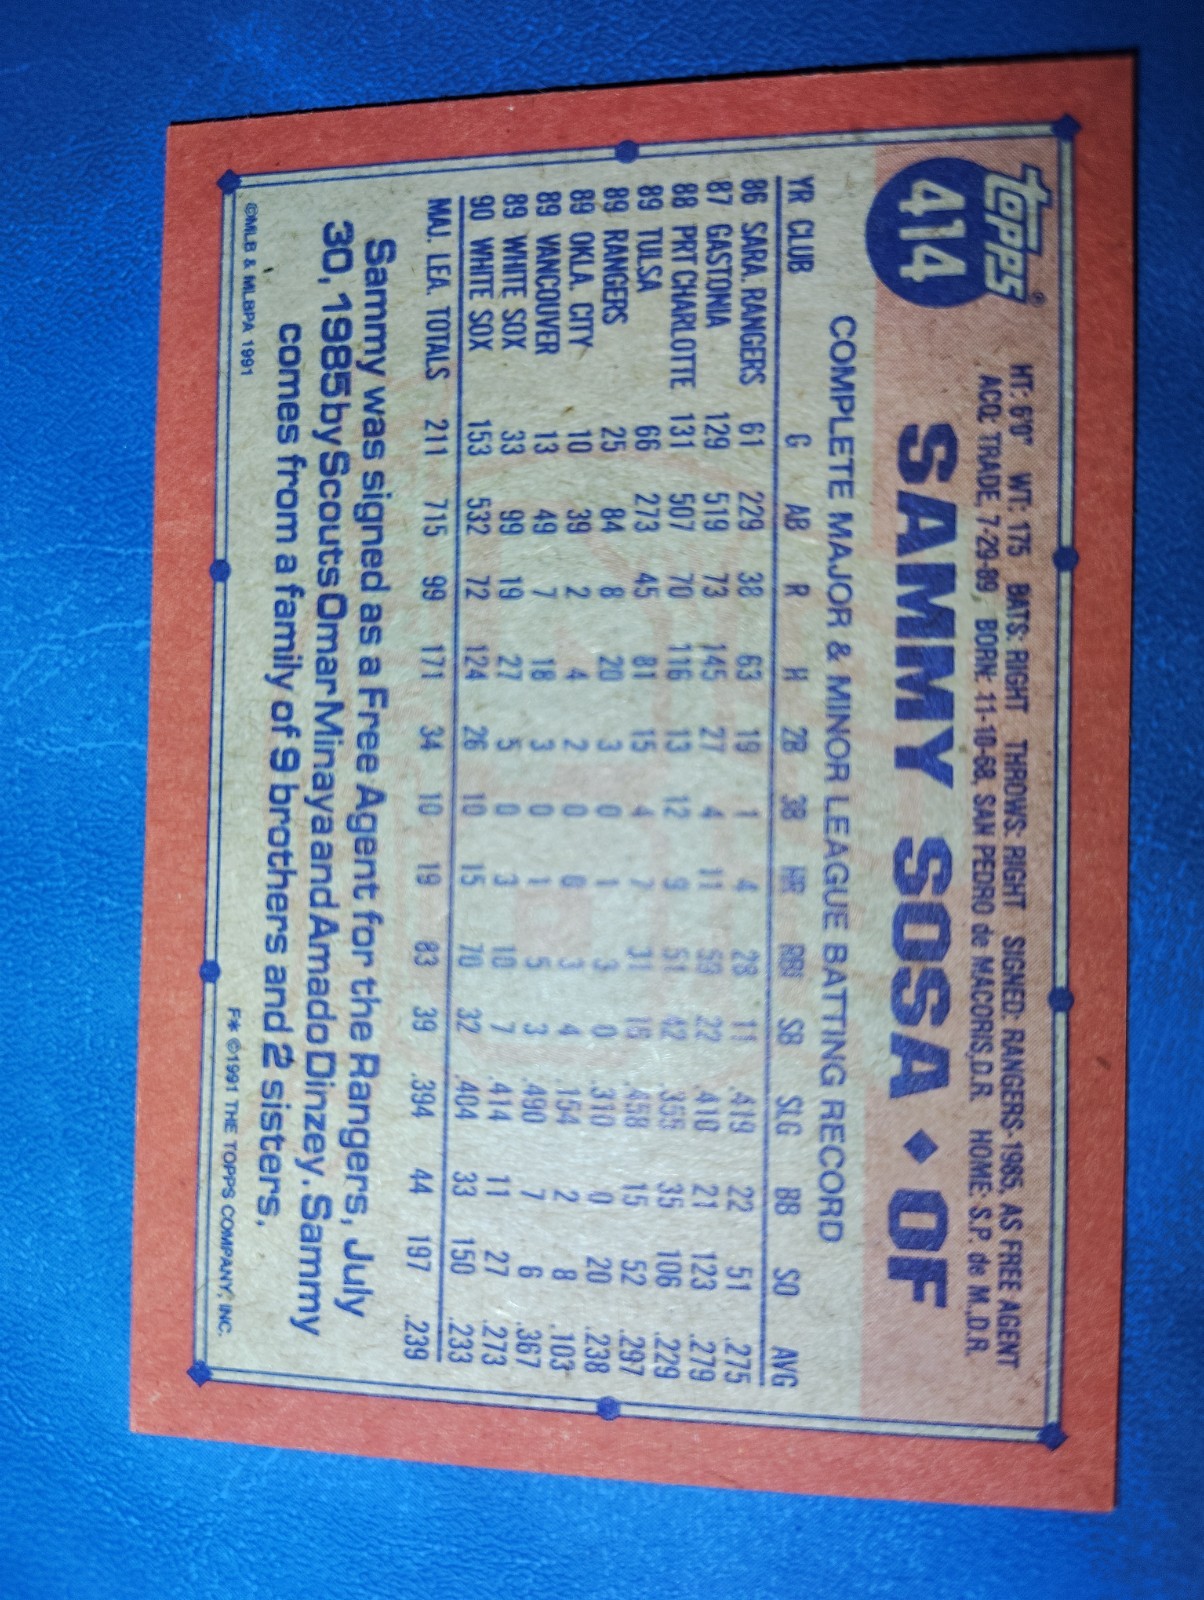 topps®
414
HT: 6'0" WT: 175 BATS: RIGHT THROWS: RIGHT SIGNED: RANGERS-1985, AS FREE AGENT
ACQ: TRADE, 7-29-89, BORN: 11-10-68, SAN PEDRO de MACORIS, D.R. HOME: S.P. de M., D.R.
SAMMY SOSA ◆ OF
COMPLETE MAJOR & MINOR LEAGUE BATTING RECORD
YR CLUB G AB R H 2B 3B HR RBI SB SLG BB SO AVG
86 SARA. RANGERS 61 229 38 63 19 1 4 28 11 .419 22 51 .275
87 GASTONIA 129 519 73 145 27 4 11 59 22 .418 21 123 .279
88 PRT CHARLOTTE 131 507 70 116 13 12 9 51 42 .355 35 106 .229
89 TULSA 66 273 45 81 15 4 7 31 16 .458 15 52 .297
89 RANGERS 25 84 8 20 3 0 1 3 0 .310 0 20 .238
89 OKLA. CITY 10 39 2 4 2 0 0 3 4 .154 2 8 .103
89 VANCOUVER 13 49 7 18 3 0 1 5 3 .490 7 6 .367
89 WHITE SOX 33 99 19 27 5 0 3 10 7 .414 11 27 .273
90 WHITE SOX 153 532 72 124 26 10 15 70 32 .404 33 150 .233
MAJ. LEA. TOTALS 211 715 99 171 34 10 19 83 39 .394 44 197 .239
Sammy was signed as a Free Agent for the Rangers, July
30, 1985 by Scouts Omar Minaya and Amado Dinzey. Sammy
comes from a family of 9 brothers and 2 sisters.
©MLB & MLBPA 1991
F* ©1991 THE TOPPS COMPANY, INC.